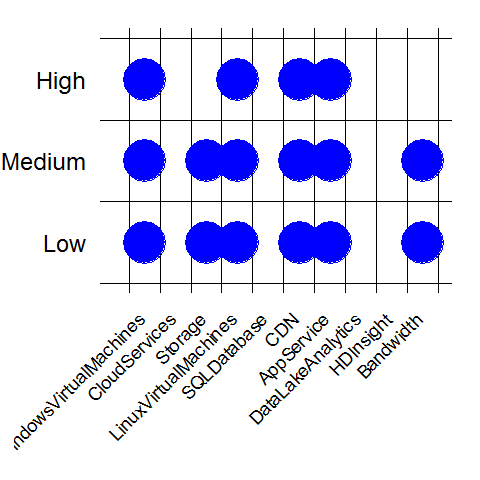 High
Medium
Low
ndowsVirtualMachines
CloudServices
Storage
LinuxVirtualMachines
SQLDatabase
CDN
AppService
DataLakeAnalytics
HDInsight
Bandwidth